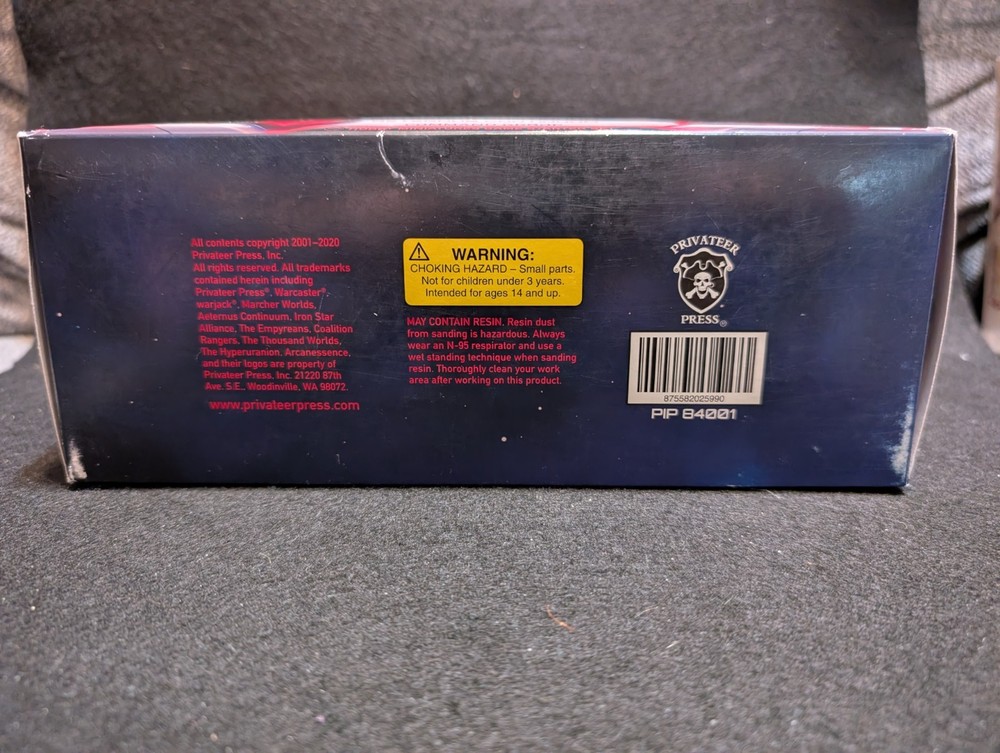 All contents copyright 2001–2020
Privateer Press, Inc.
All rights reserved. All trademarks
contained herein including
Privateer Press®, Warcaster®,
warjack®, Marcher Worlds,
Aeternus Continuum, Iron Star
Alliance, The Empyreans, Coalition
Rangers, The Thousand Worlds,
The Hyperuranion, Arcanessence,
and their logos are property of
Privateer Press, Inc. 21220 87th
Ave. S.E., Woodinville, WA 98072.
www.privateerpress.com
WARNING:
CHOKING HAZARD – Small parts.
Not for children under 3 years.
Intended for ages 14 and up.
MAY CONTAIN RESIN. Resin dust
from sanding is hazardous. Always
wear an N-95 respirator and use a
wet standing technique when sanding
resin. Thoroughly clean your work
area after working on this product.
PRIVATEER
PRESS®
875582025990
PIP 84001